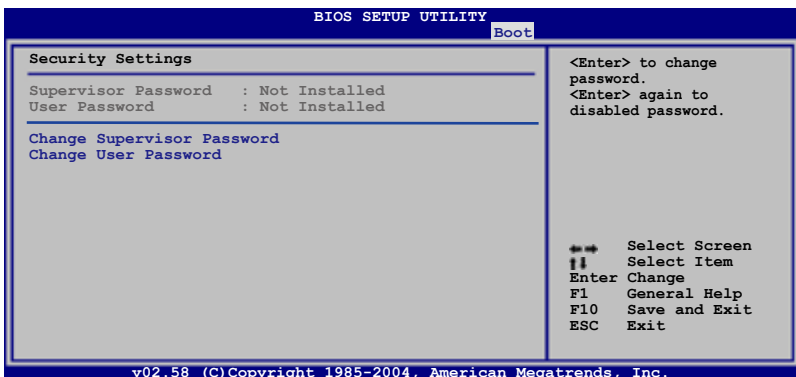 BIOS SETUP UTILITY
Boot
Security Settings
Supervisor Password : Not Installed
User Password : Not Installed
Change Supervisor Password
Change User Password
<Enter> to change
password.
<Enter> again to
disabled password.
Select Screen
Select Item
Enter Change
F1 General Help
F10 Save and Exit
ESC Exit
v02.58 (C)Copyright 1985-2004, American Megatrends, Inc.